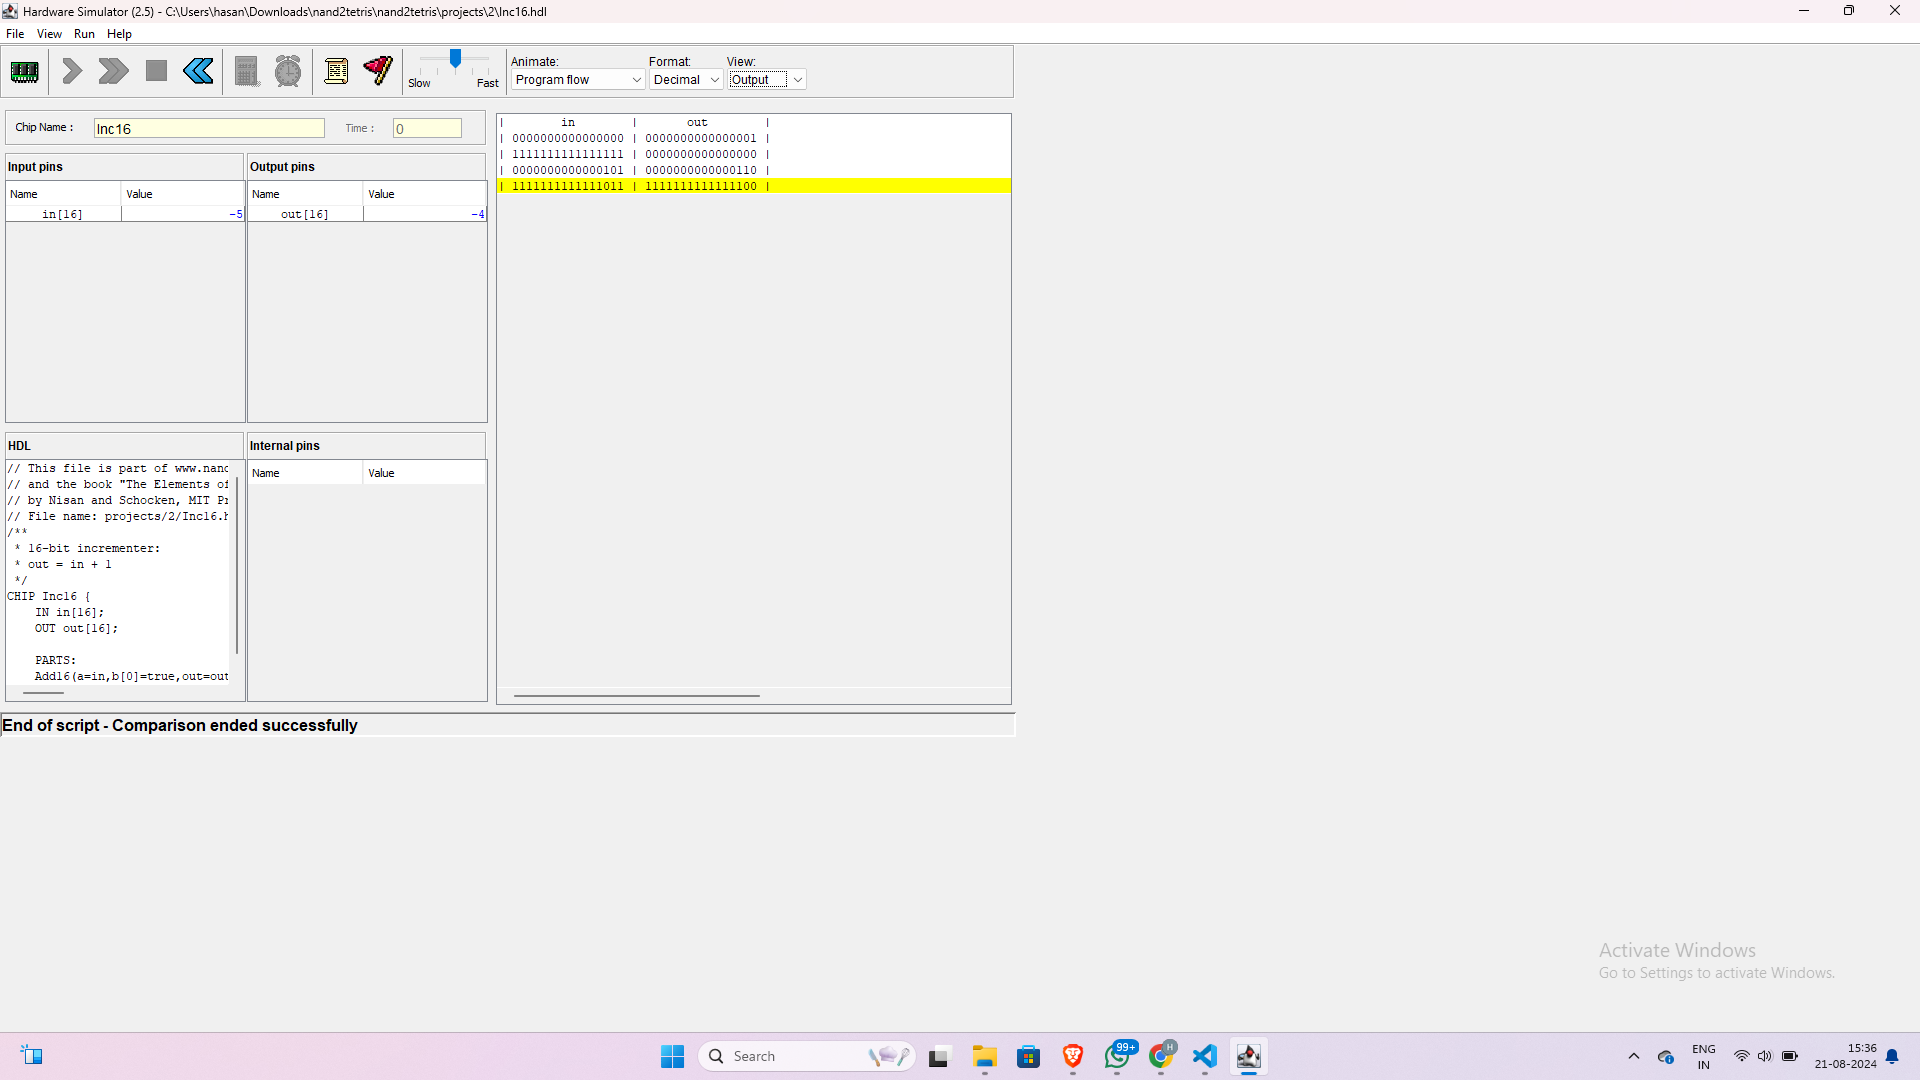 Hardware Simulator (2.5) - C:\Users\hasan\Downloads\nand2tetris\nand2tetris\projects\2\Inc16.hdl
File View Run Help
Slow Fast
Animate:
Program flow
Format:
Decimal
View:
Output
Chip Name :
Inc16
Time :
0
Input pins
Name Value
in[16] -5
Output pins
Name Value
out[16] -4
HDL
// This file is part of www.nand
// and the book "The Elements of
// by Nisan and Schocken, MIT Pr
// File name: projects/2/Inc16.h
/**
* 16-bit incrementer:
* out = in + 1
*/
CHIP Inc16 {
IN in[16];
OUT out[16];
PARTS:
Add16(a=in,b[0]=true,out=out
Internal pins
Name Value
| in | out |
| 0000000000000000 | 0000000000000001 |
| 1111111111111111 | 0000000000000000 |
| 0000000000000101 | 0000000000000110 |
| 1111111111111011 | 1111111111111100 |
End of script - Comparison ended successfully
Activate Windows
Go to Settings to activate Windows.
Search
99+
H
ENG
IN
15:36
21-08-2024